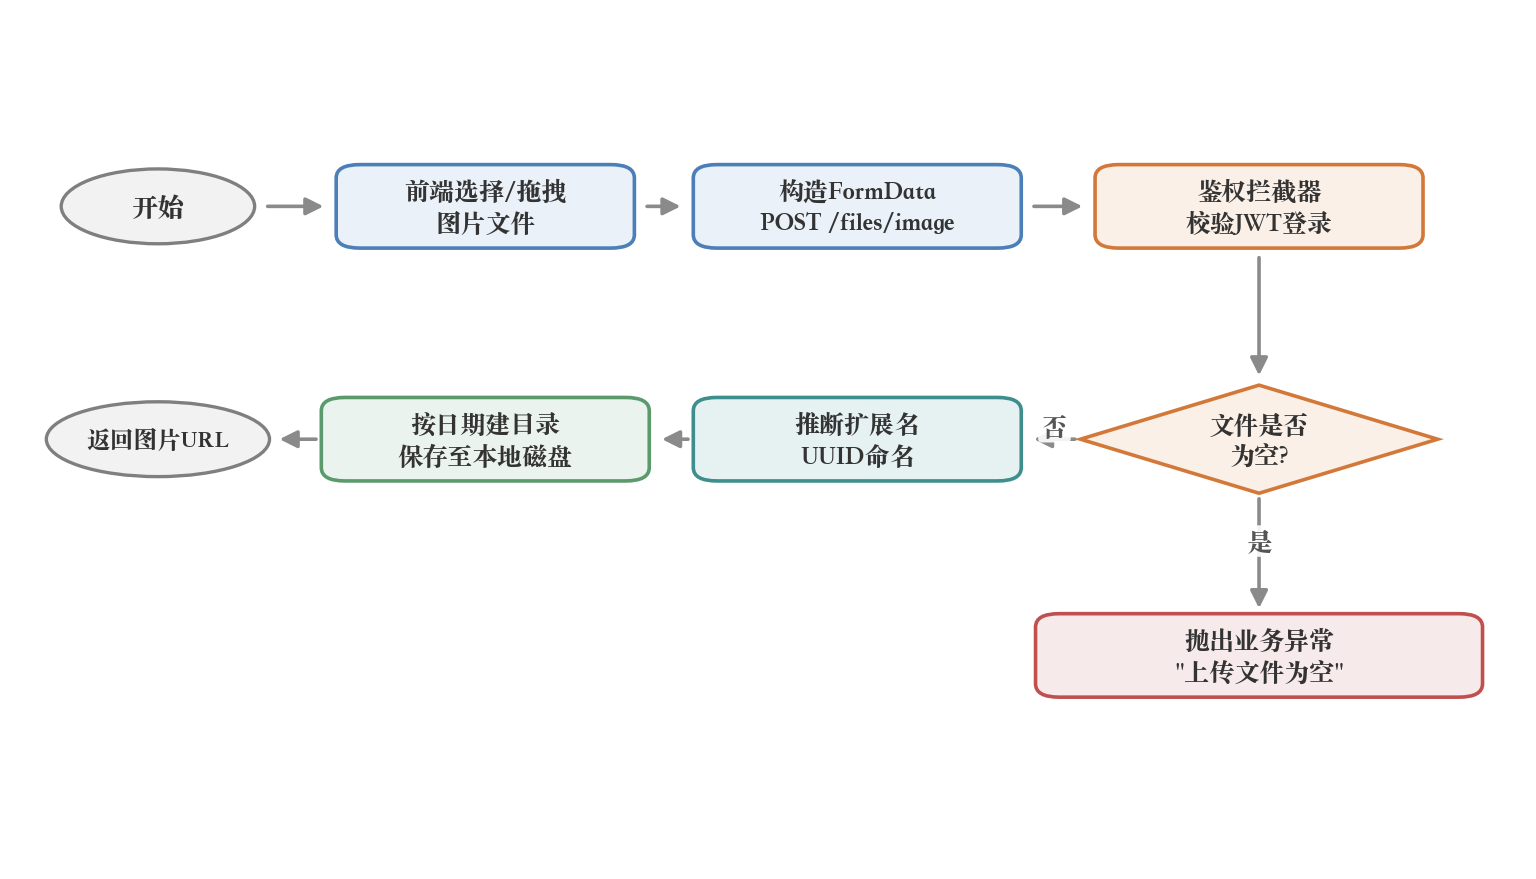 开始
前端选择/拖拽
图片文件
构造FormData
POST /files/image
鉴权拦截器
校验JWT登录
文件是否
为空?
否
推断扩展名
UUID命名
按日期建目录
保存至本地磁盘
返回图片URL
是
抛出业务异常
"上传文件为空"